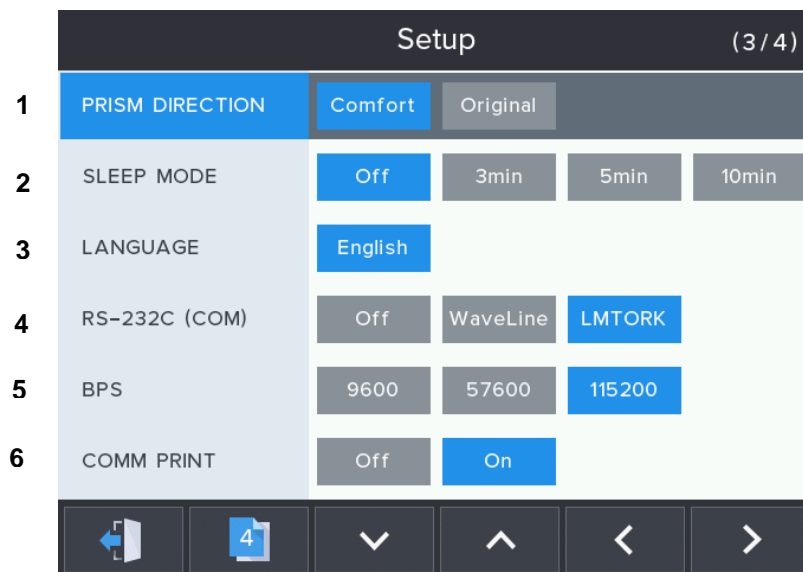 Setup (3/4)
1 PRISM DIRECTION Comfort Original
2 SLEEP MODE Off 3min 5min 10min
3 LANGUAGE English
4 RS-232C (COM) Off WaveLine LMTORK
5 BPS 9600 57600 115200
6 COMM PRINT Off On
4